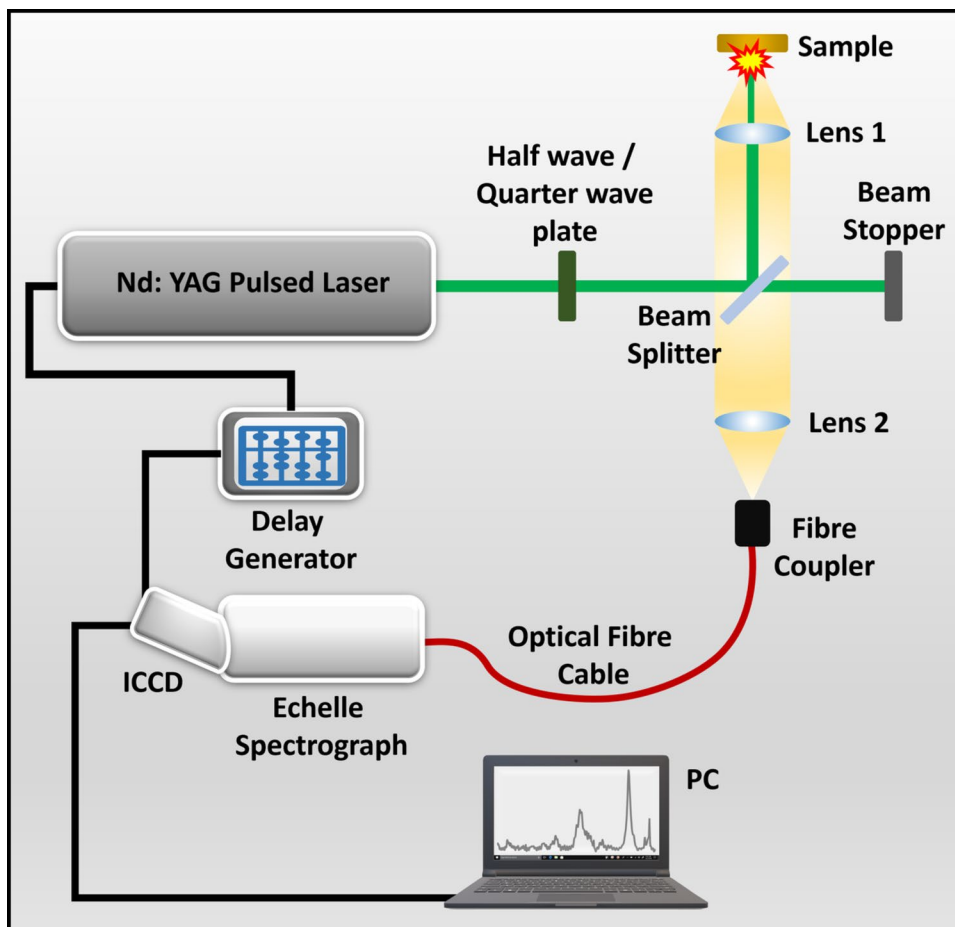 Sample
Lens 1
Half wave /
Quarter wave
plate
Beam
Stopper
Nd: YAG Pulsed Laser
Beam
Splitter
Lens 2
Delay
Generator
Fibre
Coupler
Optical Fibre
Cable
ICCD
Echelle
Spectrograph
PC